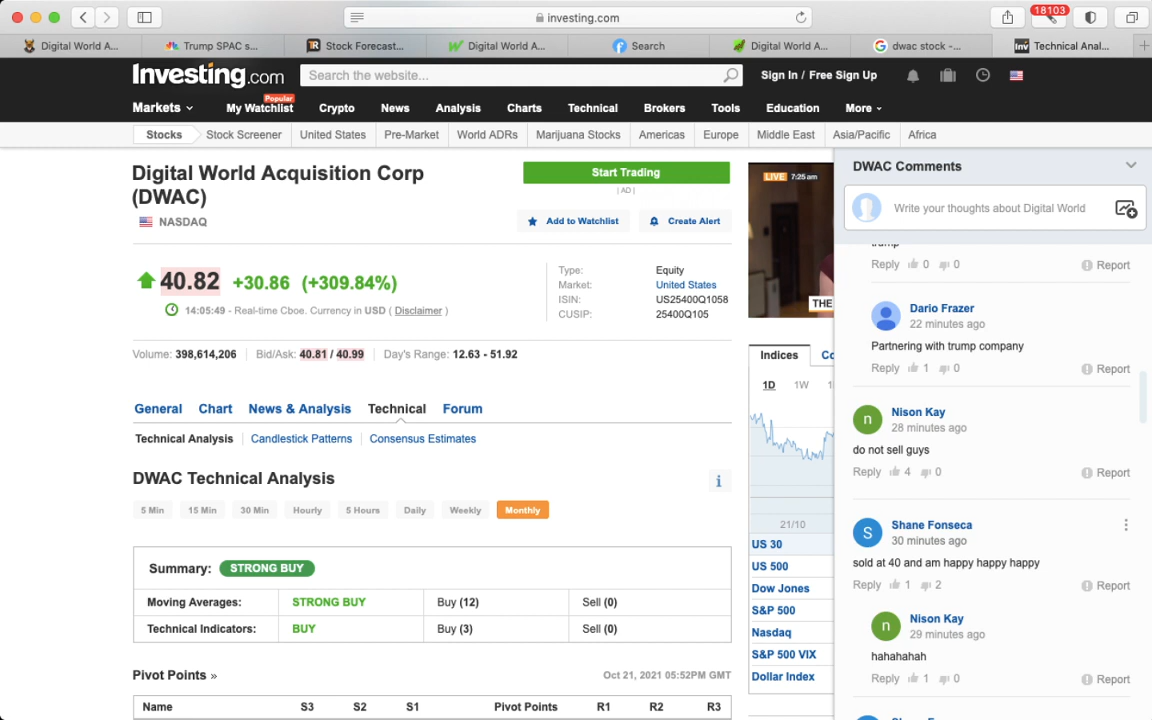 18103
investing.com
Digital World A...
Trump SPAC s...
Stock Forecast...
Digital World A...
Search
Digital World A...
dwac stock -...
Technical Anal...
Investing.com
Search the website...
Sign In / Free Sign Up
Popular
Markets
My Watchlist
Crypto
News
Analysis
Charts
Technical
Brokers
Tools
Education
More
Stocks
Stock Screener
United States
Pre-Market
World ADRs
Marijuana Stocks
Americas
Europe
Middle East
Asia/Pacific
Africa
Digital World Acquisition Corp
(DWAC)
NASDAQ
Start Trading
| AD |
Add to Watchlist
Create Alert
40.82 +30.86 (+309.84%)
14:05:49 - Real-time Cboe. Currency in USD ( Disclaimer )
Type: Equity
Market: United States
ISIN: US25400Q1058
CUSIP: 25400Q105
Volume: 398,614,206
Bid/Ask: 40.81 / 40.99
Day's Range: 12.63 - 51.92
General
Chart
News & Analysis
Technical
Forum
Technical Analysis
Candlestick Patterns
Consensus Estimates
DWAC Technical Analysis
i
5 Min
15 Min
30 Min
Hourly
5 Hours
Daily
Weekly
Monthly
Summary: STRONG BUY
Moving Averages: STRONG BUY Buy (12) Sell (0)
Technical Indicators: BUY Buy (3) Sell (0)
Pivot Points »
Oct 21, 2021 05:52PM GMT
Name S3 S2 S1 Pivot Points R1 R2 R3
LIVE 7:25am
THE
Indices
Co
1D
1W
1
21/10
US 30
US 500
Dow Jones
S&P 500
Nasdaq
S&P 500 VIX
Dollar Index
DWAC Comments
Write your thoughts about Digital World
trump
Reply 0 0 Report
Dario Frazer
22 minutes ago
Partnering with trump company
Reply 1 0 Report
n
Nison Kay
28 minutes ago
do not sell guys
Reply 4 0 Report
S
Shane Fonseca
30 minutes ago
sold at 40 and am happy happy happy
Reply 1 2 Report
n
Nison Kay
29 minutes ago
hahahahah
Reply 1 0 Report